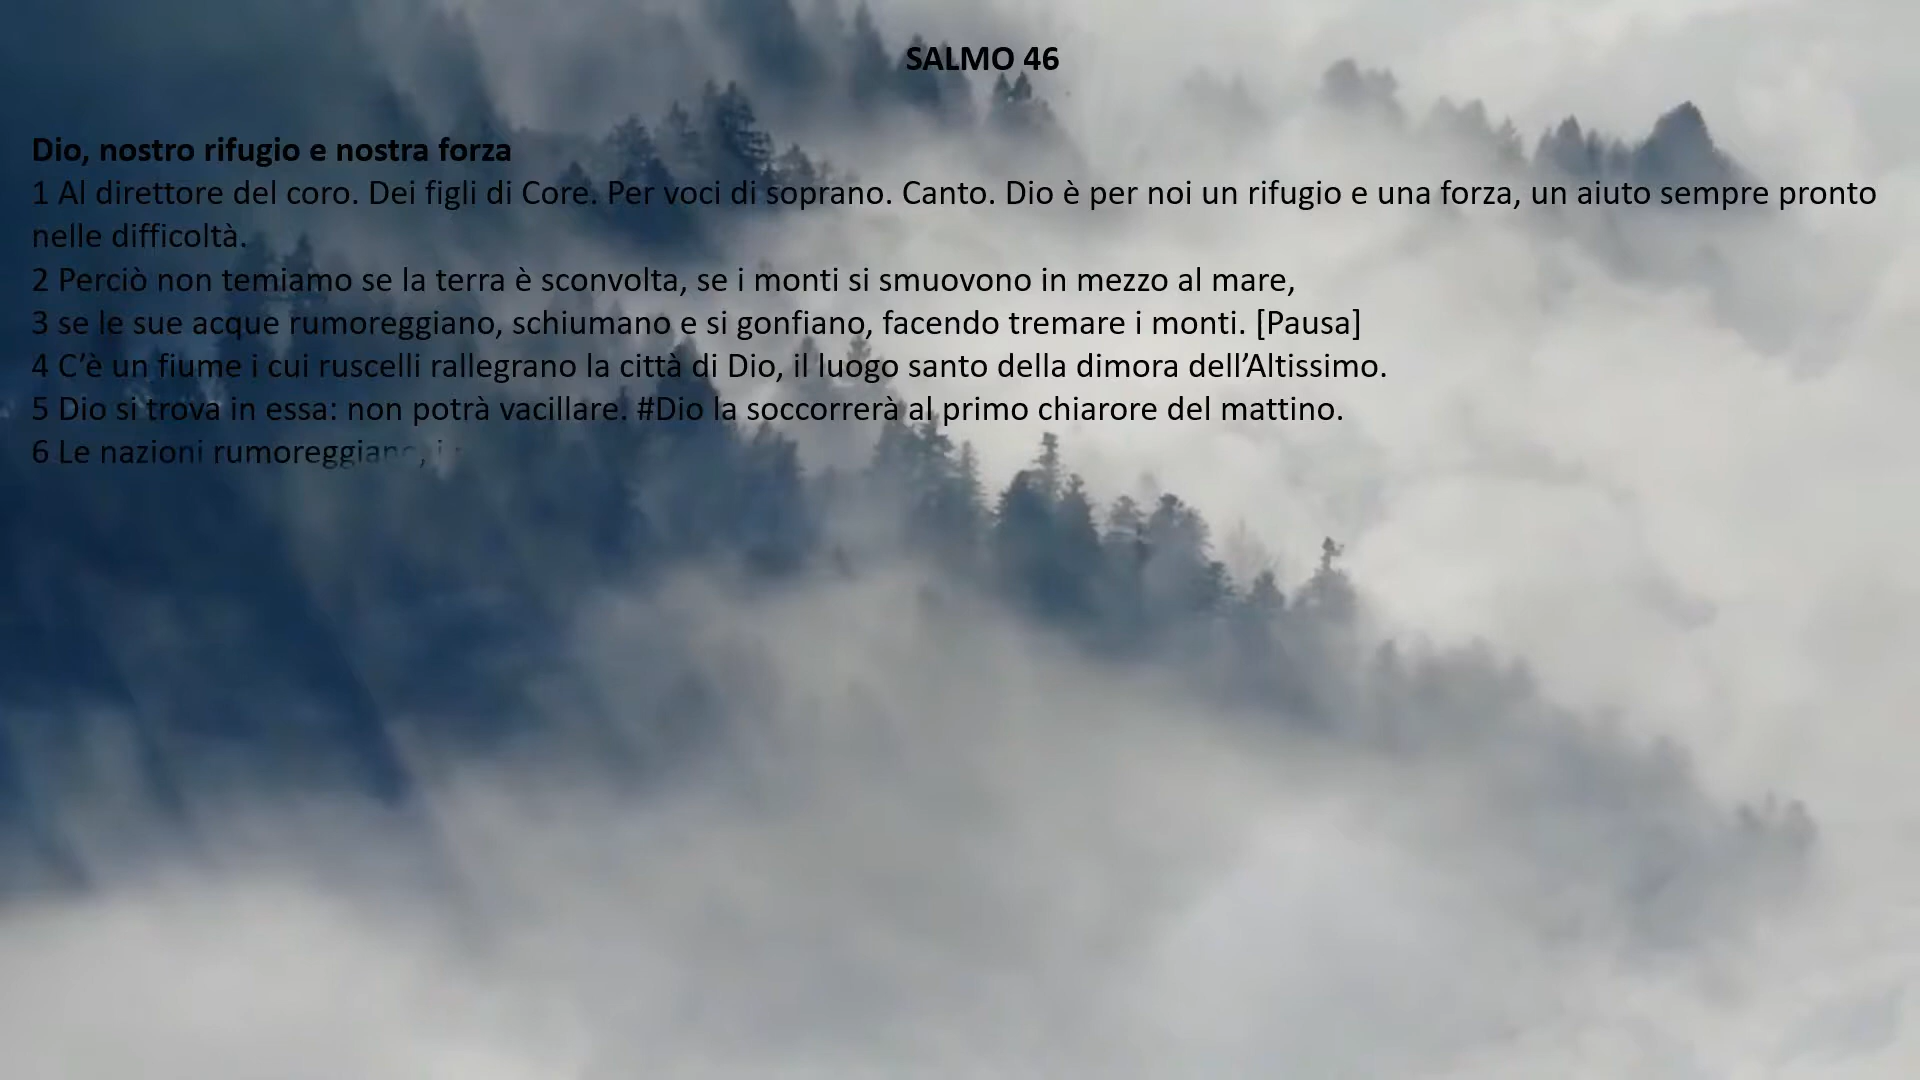 SALMO 46
Dio, nostro rifugio e nostra forza
1 Al direttore del coro. Dei figli di Core. Per voci di soprano. Canto. Dio è per noi un rifugio e una forza, un aiuto sempre pronto
nelle difficoltà.
2 Perciò non temiamo se la terra è sconvolta, se i monti si smuovono in mezzo al mare,
3 se le sue acque rumoreggiano, schiumano e si gonfiano, facendo tremare i monti. [Pausa]
4 C’è un fiume i cui ruscelli rallegrano la città di Dio, il luogo santo della dimora dell’Altissimo.
5 Dio si trova in essa: non potrà vacillare. #Dio la soccorrerà al primo chiarore del mattino.
6 Le nazioni rumoreggiano, i